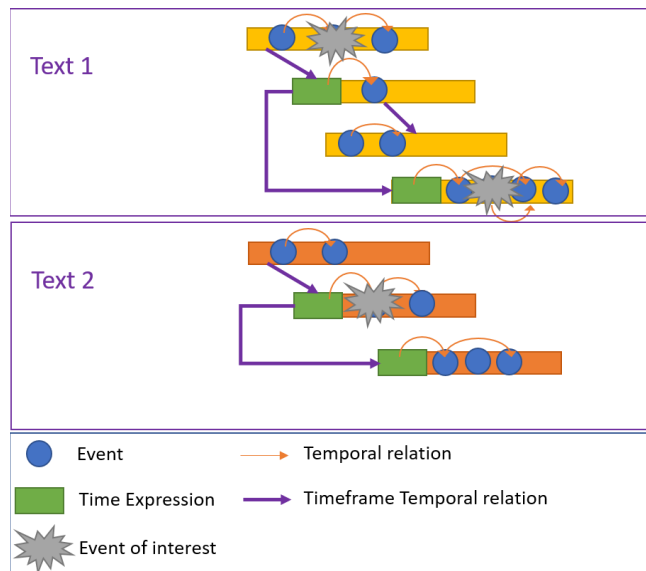 Text 1
Text 2
Event
Temporal relation
Time Expression
Timeframe Temporal relation
Event of interest